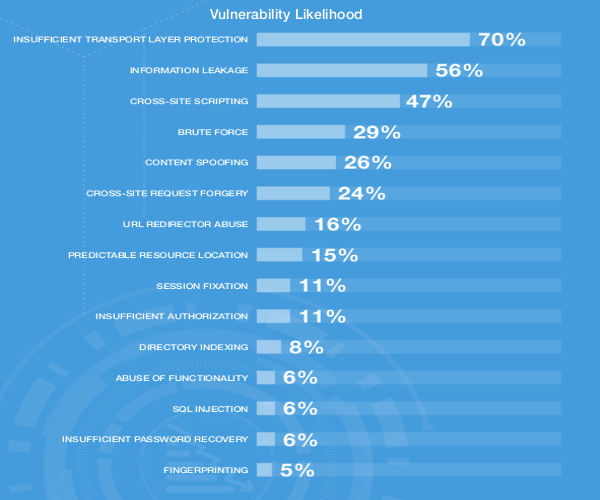 Vulnerability Likelihood
INSUFFICIENT TRANSPORT LAYER PROTECTION 70%
INFORMATION LEAKAGE 56%
CROSS-SITE SCRIPTING 47%
BRUTE FORCE 29%
CONTENT SPOOFING 26%
CROSS-SITE REQUEST FORGERY 24%
URL REDIRECTOR ABUSE 16%
PREDICTABLE RESOURCE LOCATION 15%
SESSION FIXATION 11%
INSUFFICIENT AUTHORIZATION 11%
DIRECTORY INDEXING 8%
ABUSE OF FUNCTIONALITY 6%
SQL INJECTION 6%
INSUFFICIENT PASSWORD RECOVERY 6%
FINGERPRINTING 5%